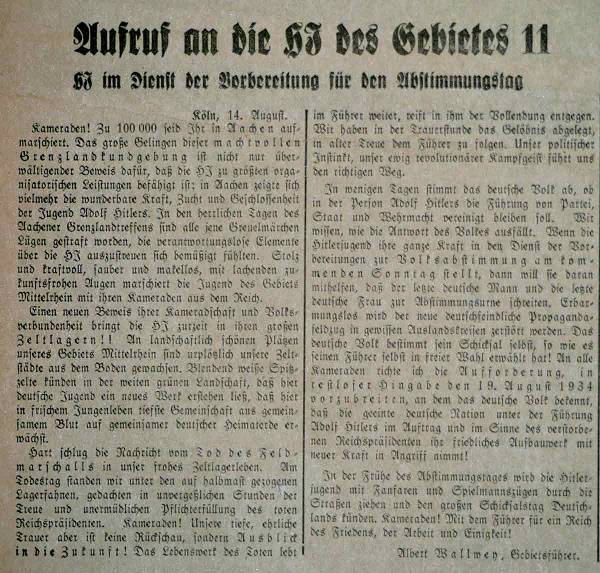 Aufruf an die HJ des Gebietes 11
HJ im Dienst der Vorbereitung für den Abstimmungstag
Köln, 14. August.
Kameraden! Zu 100 000 seid Ihr in Aachen auf-
marschiert. Das große Gelingen dieser machtvollen
Grenzlandkundgebung ist nicht nur über-
wältigender Beweis dafür, daß die HJ zu größten orga-
nisatorischen Leistungen befähigt ist: in Aachen zeigte sich
vielmehr die wunderbare Kraft, Zucht und Geschlossenheit
der Jugend Adolf Hitlers. In den herrlichen Tagen des
Aachener Grenzlandtreffens sind alle jene Greuelmärchen
Lügen gestraft worden, die verantwortungslose Elemente
über die HJ auszustreuen sich bemüßigt fühlten. Stolz
und kraftvoll, sauber und makellos, mit lachenden zu-
kunftsfrohen Augen marschiert die Jugend des Gebiets
Mittelrhein mit ihren Kameraden aus dem Reich.
Einen neuen Beweis ihrer Kameradschaft und Volks-
verbundenheit bringt die HJ zurzeit in ihren großen
Zeltlagern!! An landschaftlich schönen Plätzen
unseres Gebiets Mittelrhein sind urplötzlich unsere Zelt-
städte aus dem Boden gewachsen. Blendend weiße Spitz-
zelte künden in der weiten grünen Landschaft, daß hier
deutsche Jugend ein neues Werk erstehen ließ, daß hier
in frischem Jungenleben tiefste Gemeinschaft aus gemein-
samem Blut auf gemeinsamer deutscher Heimaterde er-
wächst.
Hart schlug die Nachricht vom Tod des Feld-
marschalls in unser frohes Zeltlagerleben. Am
Todestag standen wir unter den auf halbmast gezogenen
Lagerfahnen, gedachten in unvergeßlichen Stunden der
Treue und unermüdlichen Pflichterfüllung des toten
Reichspräsidenten. Kameraden! Unsere tiefe, ehrliche
Trauer aber ist keine Rückschau, sondern Ausblick
in die Zukunft! Das Lebenswerk des Toten lebt
im Führer weiter, reift in ihm der Vollendung entgegen.
Wir haben in der Trauerstunde das Gelöbnis abgelegt,
in alter Treue dem Führer zu folgen. Unser politischer
Instinkt, unser ewig revolutionärer Kampfgeist führt uns
den richtigen Weg.
In wenigen Tagen stimmt das deutsche Volk ab, ob
in der Person Adolf Hitlers die Führung von Partei,
Staat und Wehrmacht vereinigt bleiben soll. Wir
wissen, wie die Antwort des Volkes ausfällt. Wenn die
Hitlerjugend ihre ganze Kraft in den Dienst der Vor-
bereitungen zur Volksabstimmung am kom-
menden Sonntag stellt, dann will sie daran
mithelfen, daß der letzte deutsche Mann und die letzte
deutsche Frau zur Abstimmungsurne schreiten. Erbar-
mungslos wird der neue deutschfeindliche Propaganda-
feldzug in gewissen Auslandskreisen zerstört werden. Das
deutsche Volk bestimmt sein Schicksal selbst, so wie es
seinen Führer selbst in freier Wahl erwählt hat! An alle
Kameraden richte ich die Aufforderung, in
restloser Hingabe den 19. August 1934
vorzubereiten, an dem das deutsche Volk bekennt,
daß die geeinte deutsche Nation unter der Führung
Adolf Hitlers im Auftrag und im Sinne des verstorbe-
nen Reichspräsidenten ihr friedliches Aufbauwerk mit
neuer Kraft in Angriff nimmt!
In der Frühe des Abstimmungstages wird die Hitler-
jugend mit Fanfaren und Spielmannszügen durch die
Straßen ziehen und den großen Schicksalstag Deutsch-
lands künden. Kameraden! Mit dem Führer für ein Reich
des Friedens, der Arbeit und Einigkeit!
Albert Wallwey, Gebietsführer.